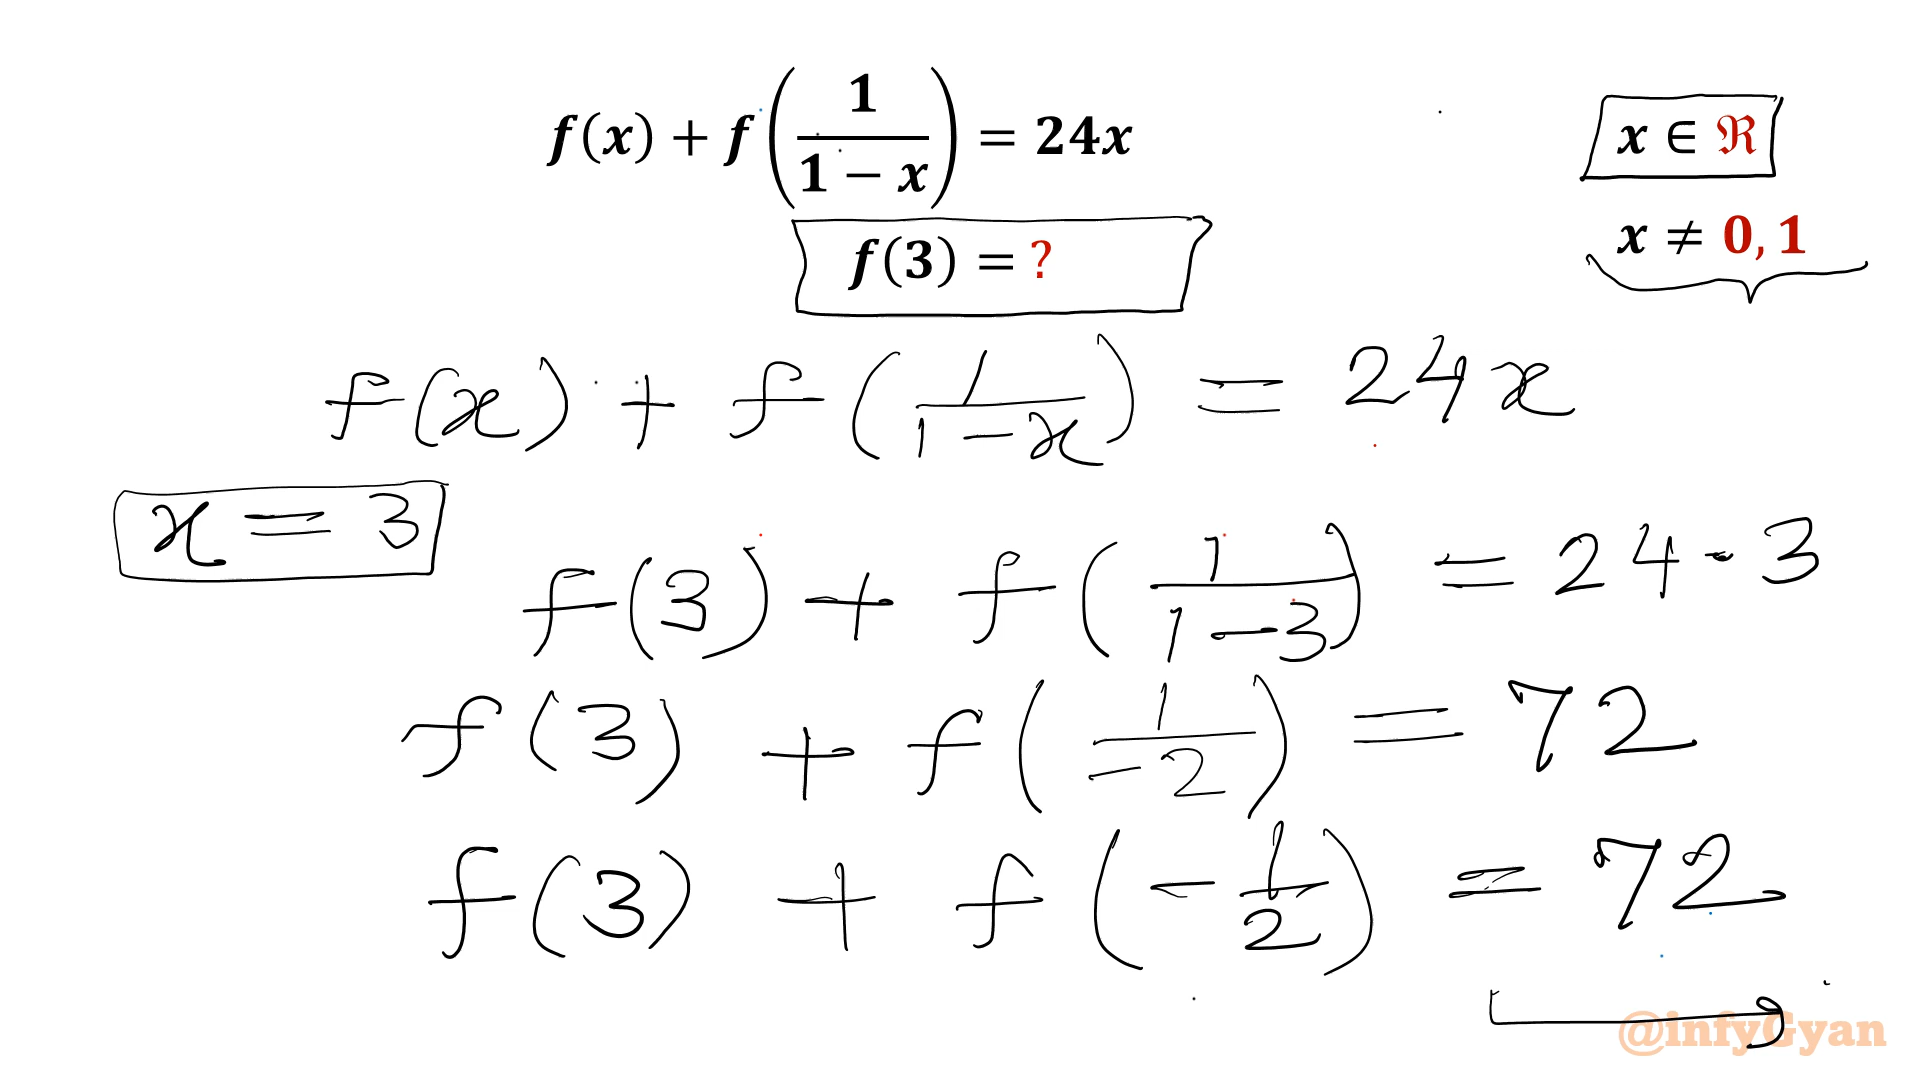 f(x) + f(1/(1 − x)) = 24x
x ∈ ℜ
x ≠ 0, 1
f(3) = ?
f(x) + f(1/(1 − x)) = 24x
x = 3
f(3) + f(1/(1 − 3)) = 24 · 3
f(3) + f(1/(−2)) = 72
f(3) + f(−1/2) = 72
@infyGyan